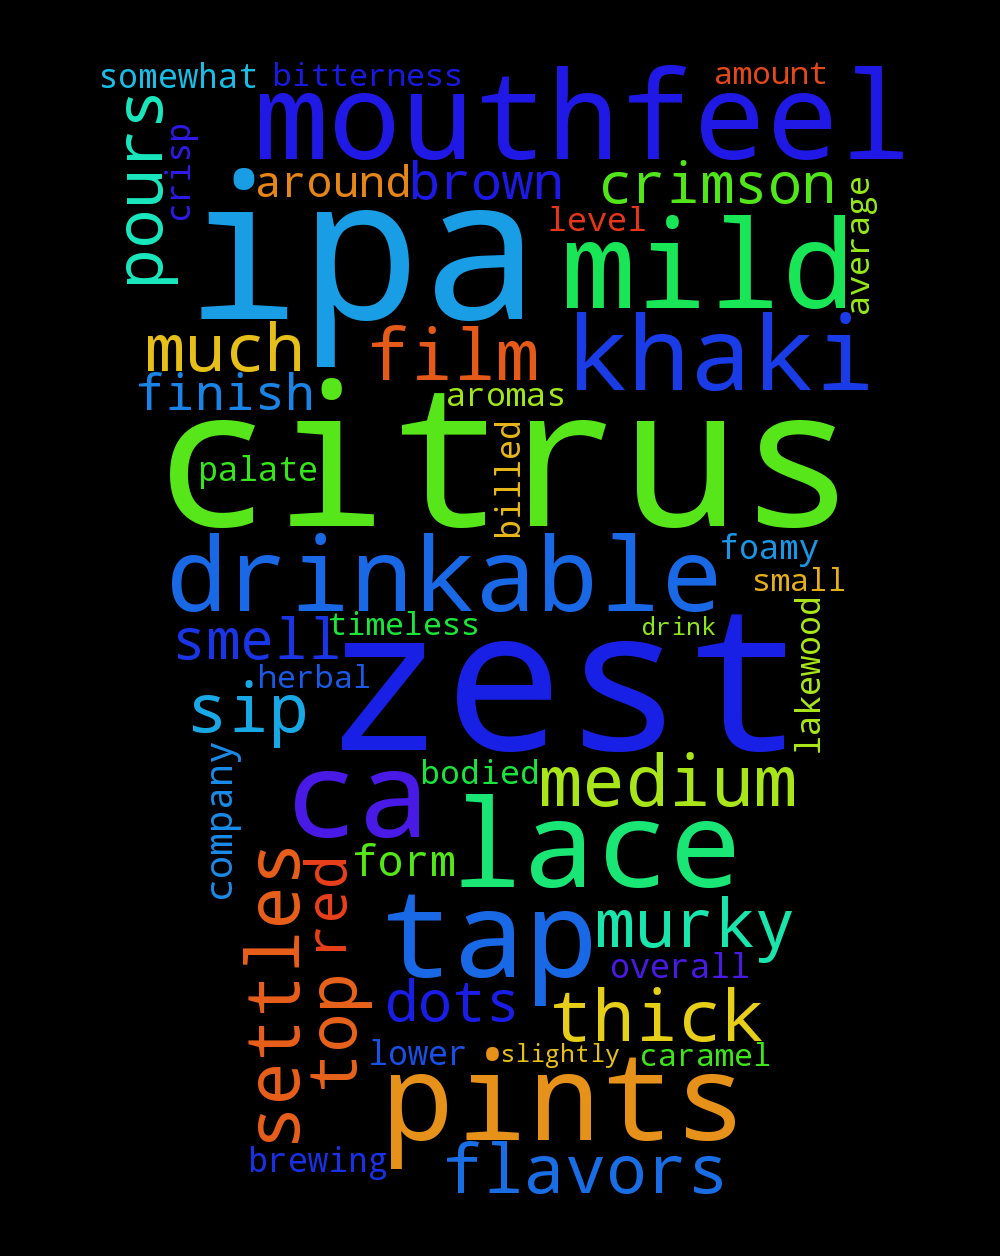 somewhat
bitterness
amount
mouthfeel
pours
crisp
around
brown
crimson
average
level
ipa
mild
much
film
khaki
finish
aromas
citrus
palate
billed
drinkable
foamy
small
smell
timeless
drink
lakewood
zest
herbal
sip
company
ca
bodied
medium
lace
form
settles
red
tap
murky
overall
top
dots
thick
lower
slightly
caramel
pints
brewing
flavors